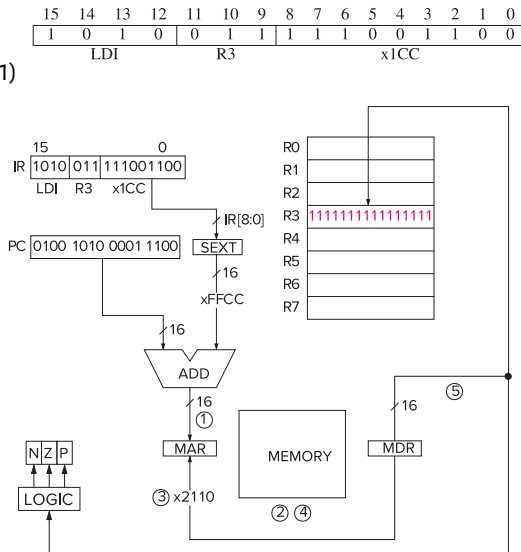 15 14 13 12 11 10 9 8 7 6 5 4 3 2 1 0
1 0 1 0 0 1 1 1 1 1 0 0 1 1 0 0
LDI R3 x1CC
1)
15 0
IR 1010 011 111001100
LDI R3 x1CC
IR[8:0]
PC 0100 1010 0001 1100
SEXT
16
xFFCC
16
ADD
16
①
MAR
③ x2110
R0
R1
R2
R3 1111111111111111
R4
R5
R6
R7
16
⑤
MEMORY
MDR
② ④
N Z P
LOGIC